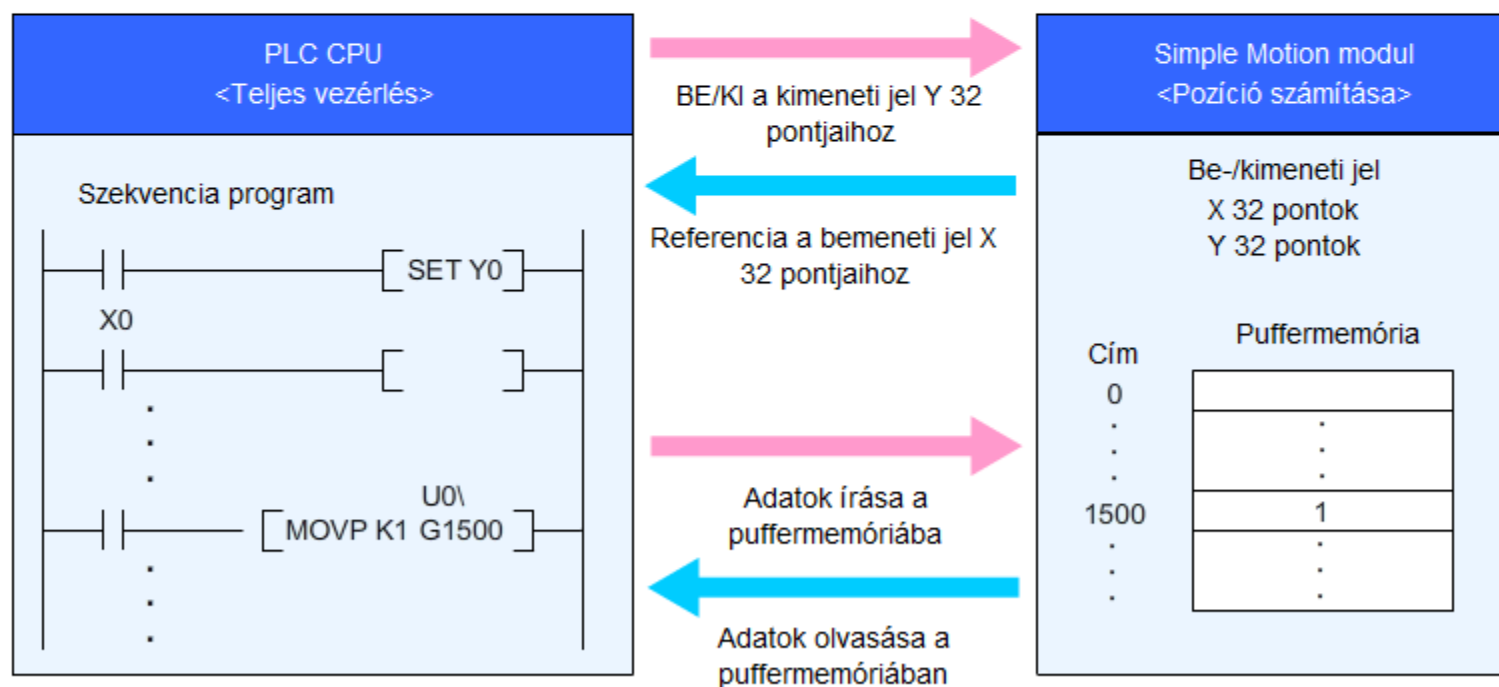 PLC CPU
<Teljes vezérlés>
Szekvencia program
SET Y0
X0
U0\
MOVP K1 G1500
BE/KI a kimeneti jel Y 32
pontjaihoz
Referencia a bemeneti jel X
32 pontjaihoz
Adatok írása a
puffermemóriába
Adatok olvasása a
puffermemóriában
Simple Motion modul
<Pozíció számítása>
Be-/kimeneti jel
X 32 pontok
Y 32 pontok
Puffermemória
Cím
0
1500
1